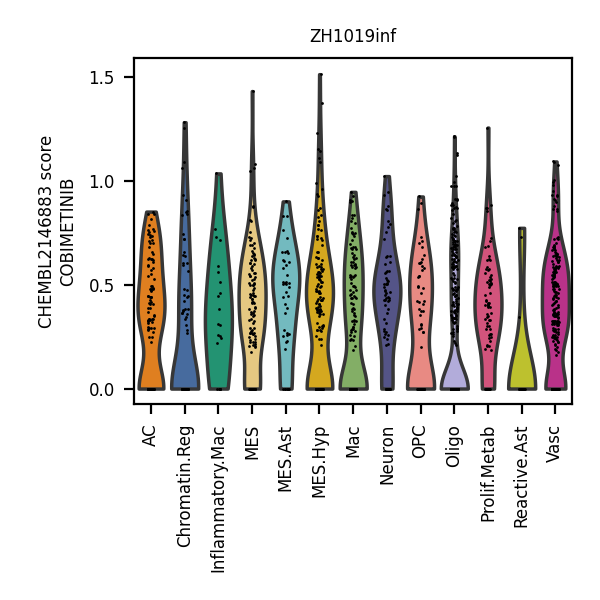 ZH1019inf
CHEMBL2146883 score
COBIMETINIB
1.5
1.0
0.5
0.0
AC
Chromatin.Reg
Inflammatory.Mac
MES
MES.Ast
MES.Hyp
Mac
Neuron
OPC
Oligo
Prolif.Metab
Reactive.Ast
Vasc